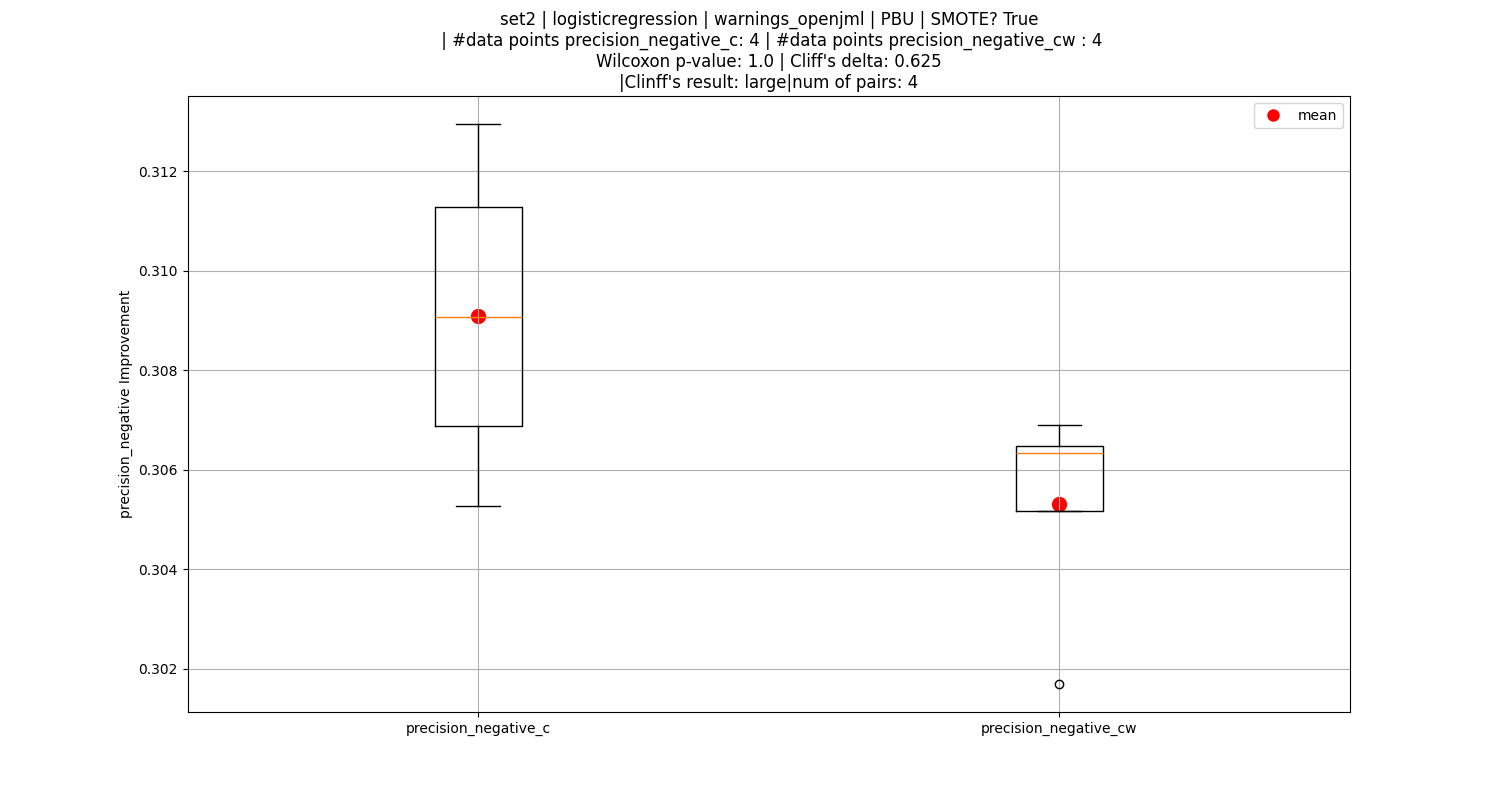 set2 | logisticregression | warnings_openjml | PBU | SMOTE? True
| #data points precision_negative_c: 4 | #data points precision_negative_cw : 4
Wilcoxon p-value: 1.0 | Cliff's delta: 0.625
|Clinff's result: large|num of pairs: 4
mean
0.312
0.310
0.308
0.306
0.304
0.302
precision_negative Improvement
precision_negative_c
precision_negative_cw